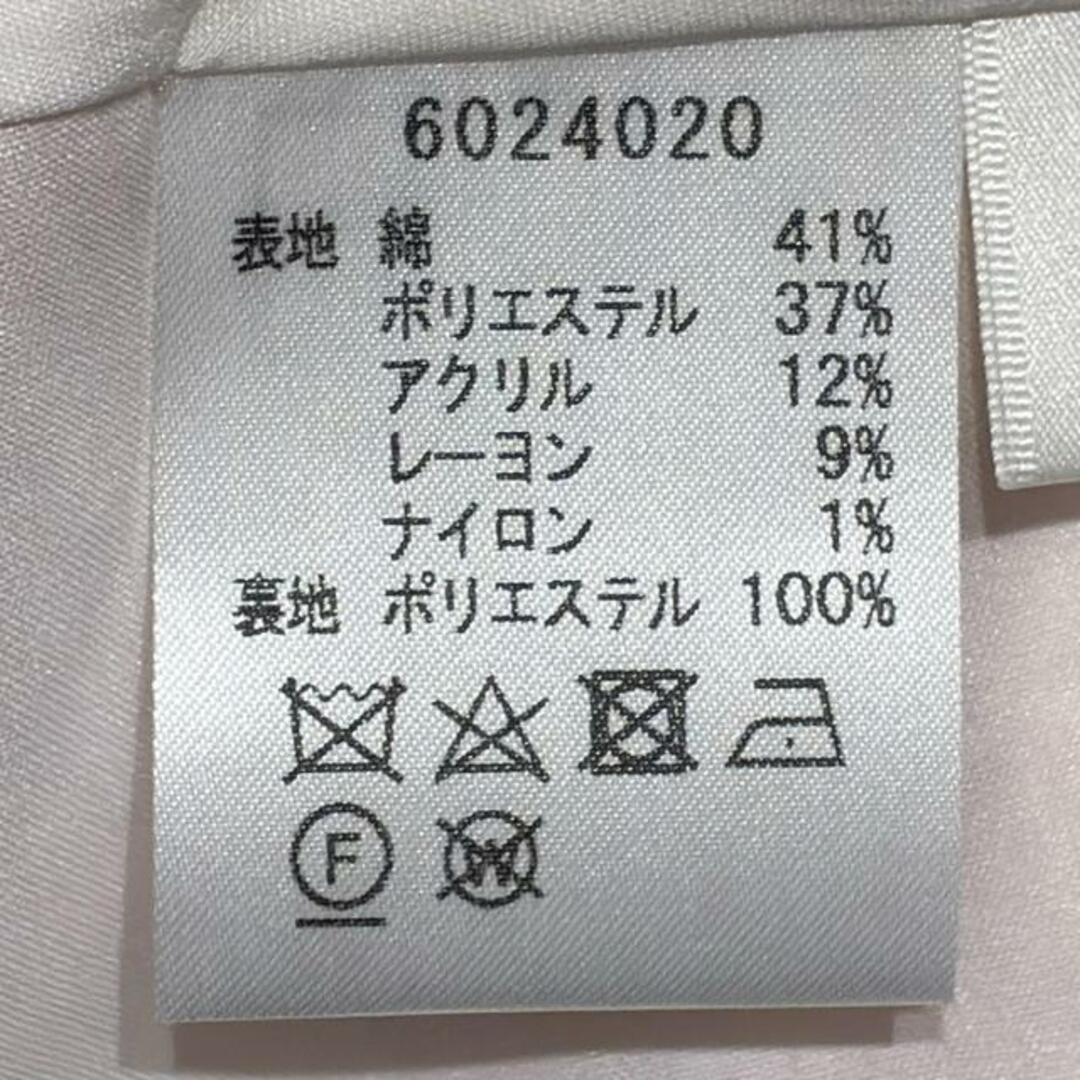 6024020
表地 綿 41%
ポリエステル 37%
アクリル 12%
レーヨン 9%
ナイロン 1%
裏地 ポリエステル 100%
F W